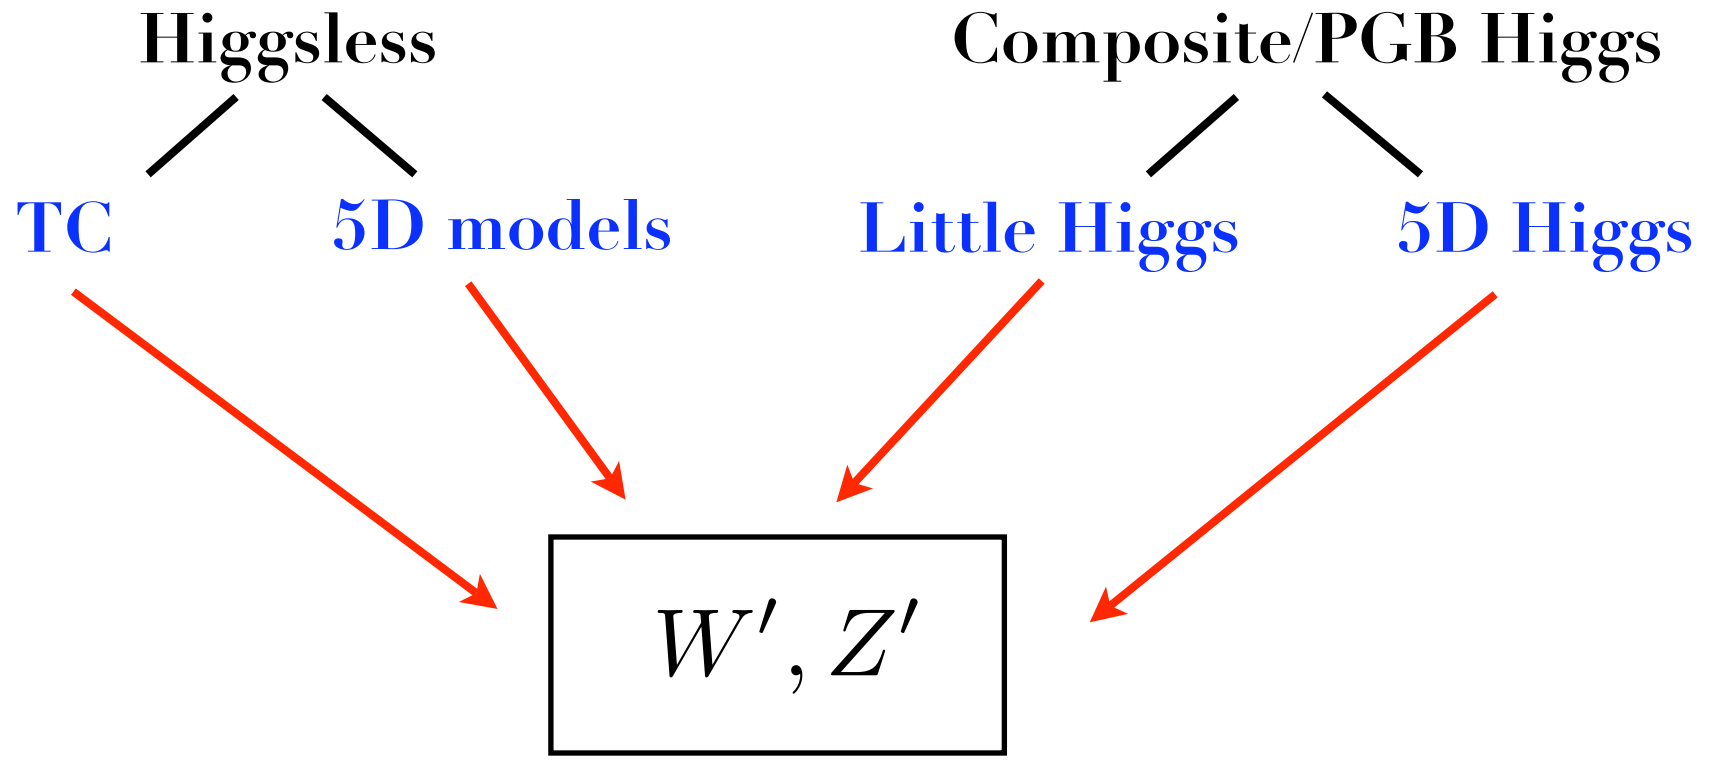 Higgsless Composite/PGB Higgs
TC 5D models Little Higgs 5D Higgs
W′, Z′